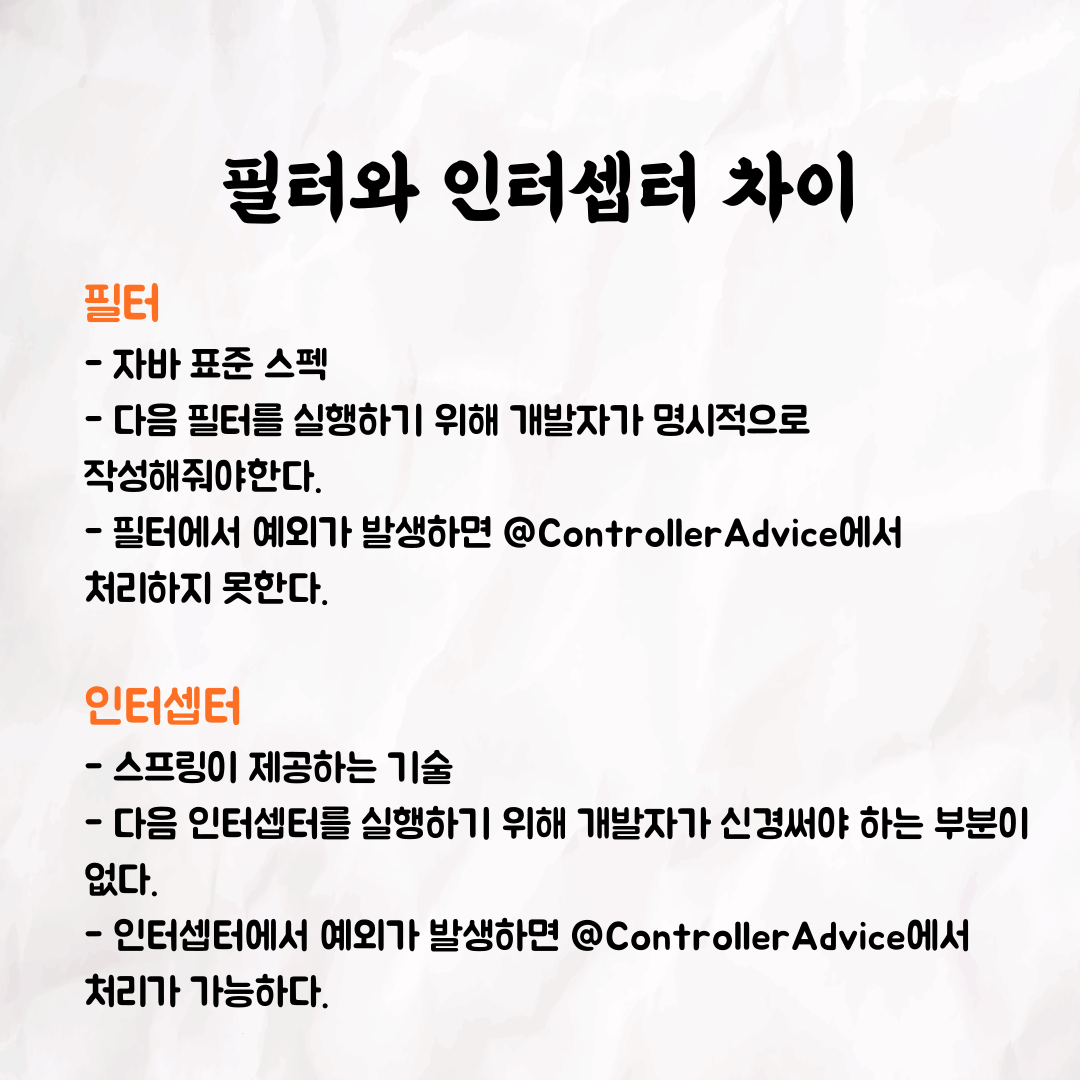 필터와 인터셉터 차이
필터
- 자바 표준 스펙
- 다음 필터를 실행하기 위해 개발자가 명시적으로
작성해줘야한다.
- 필터에서 예외가 발생하면 @ControllerAdvice에서
처리하지 못한다.
인터셉터
- 스프링이 제공하는 기술
- 다음 인터셉터를 실행하기 위해 개발자가 신경써야 하는 부분이
없다.
- 인터셉터에서 예외가 발생하면 @ControllerAdvice에서
처리가 가능하다.